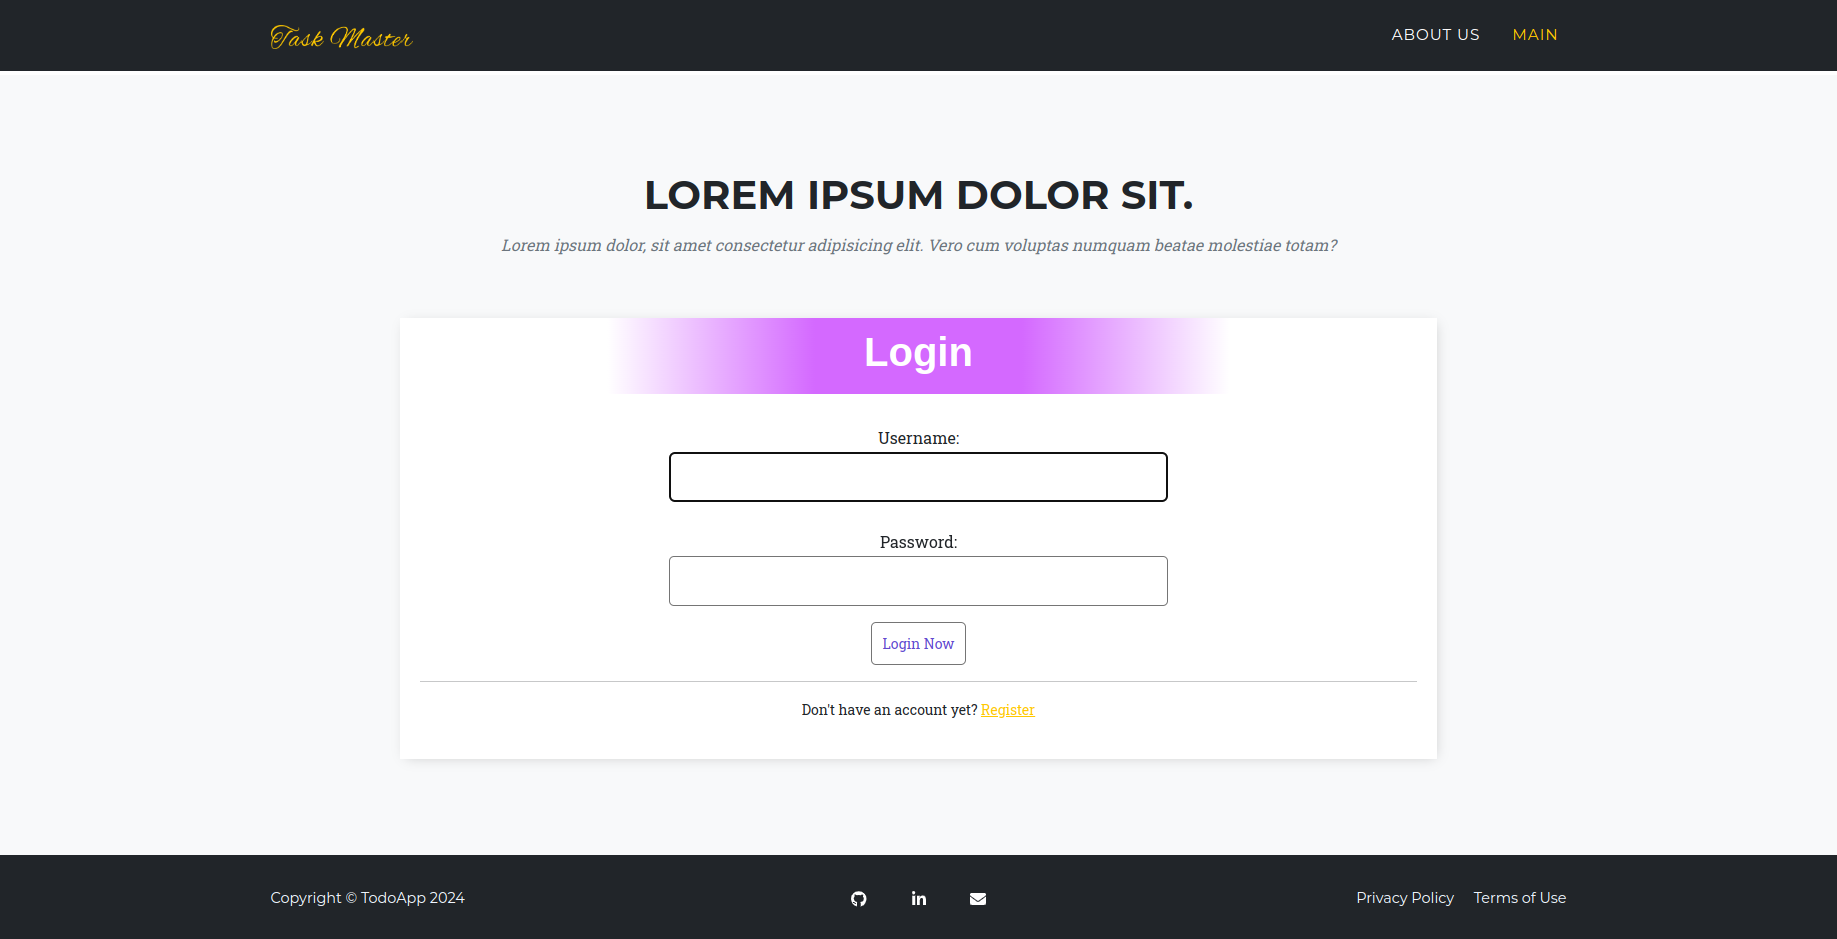 Task Master
ABOUT US
MAIN
LOREM IPSUM DOLOR SIT.
Lorem ipsum dolor, sit amet consectetur adipisicing elit. Vero cum voluptas numquam beatae molestiae totam?
Login
Username:
Password:
Login Now
Don't have an account yet? Register
Copyright © TodoApp 2024
Privacy Policy
Terms of Use